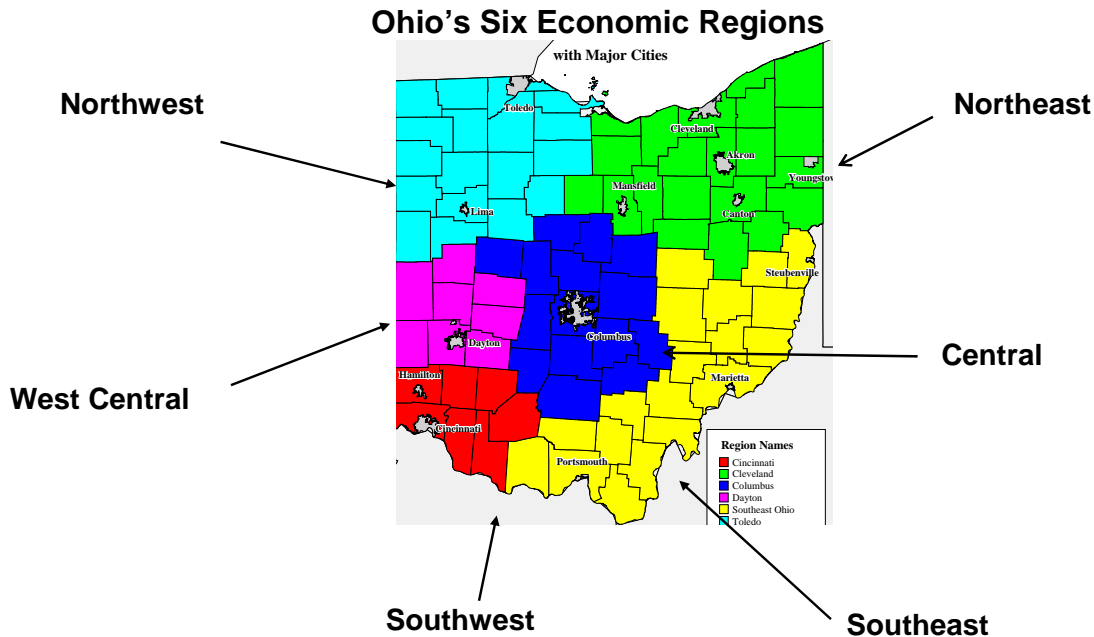 Ohio's Six Economic Regions
with Major Cities
Northwest
Northeast
Toledo
Cleveland
Akron
Youngstov
Mansfield
Canton
Lima
Steubenville
Columbus
Dayton
Central
West Central
Hamilton
Marietta
Cincinnati
Portsmouth
Region Names
Cincinnati
Cleveland
Columbus
Dayton
Southeast Ohio
Toledo
Southwest
Southeast